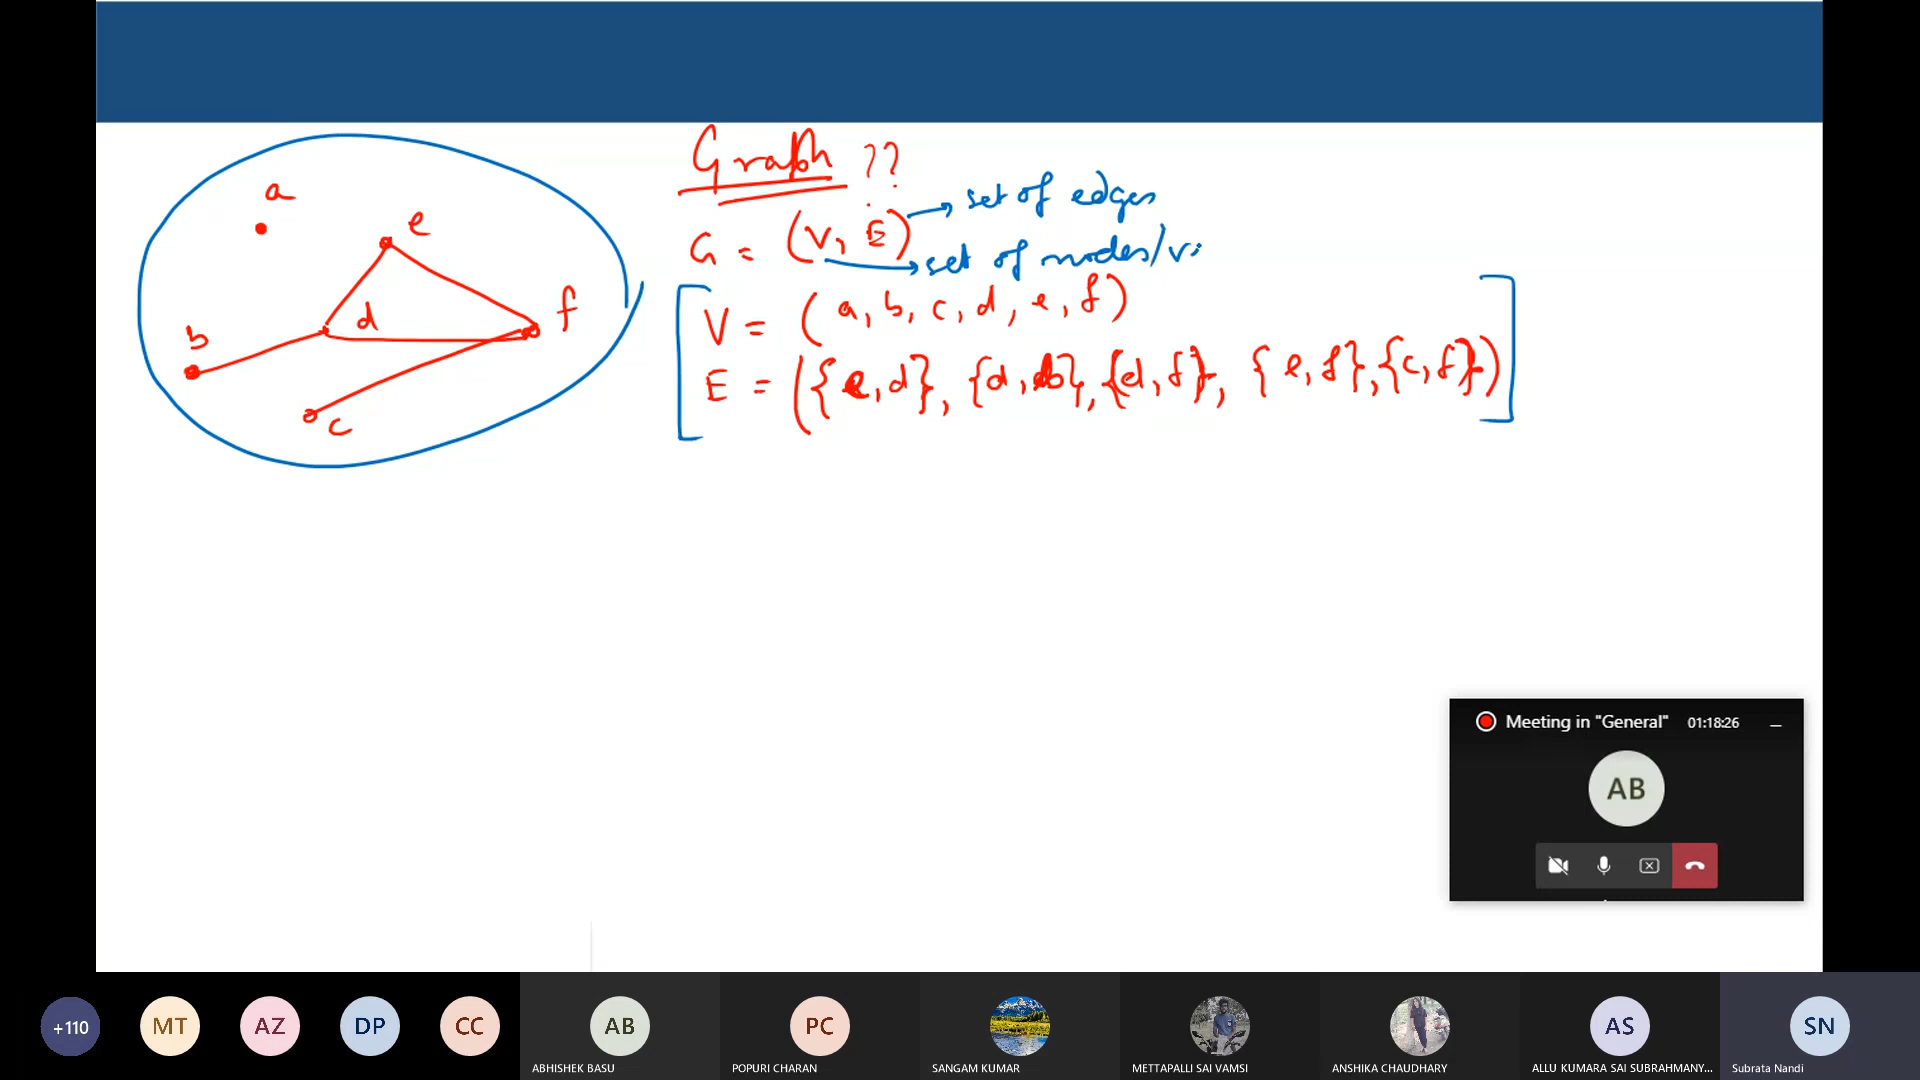 Graph ??
G = (V, E) → set of edges
→ set of nodes/v
V = (a, b, c, d, e, f)
E = ({e,d}, {d,b}, {d,f}, {e,f}, {c,f})
a
e
d
f
b
c
Meeting in "General" 01:18:26
AB
+110
MT
AZ
DP
CC
AB
PC
AS
SN
ABHISHEK BASU
POPURI CHARAN
SANGAM KUMAR
METTAPALLI SAI VAMSI
ANSHIKA CHAUDHARY
ALLU KUMARA SAI SUBRAHMANY...
Subrata Nandi